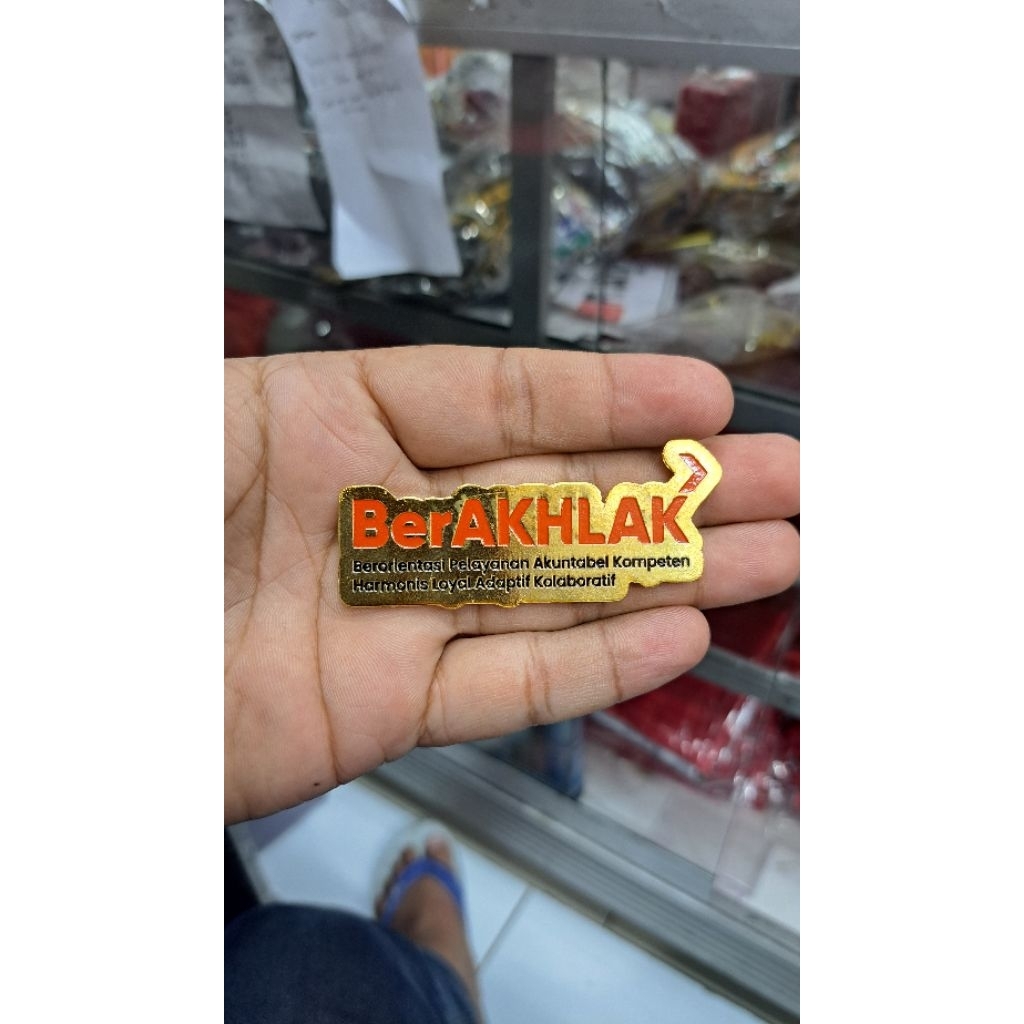 BerAKHLAK
Berorientasi Pelayanan Akuntabel Kompeten
Harmonis Loyal Adaptif Kolaboratif